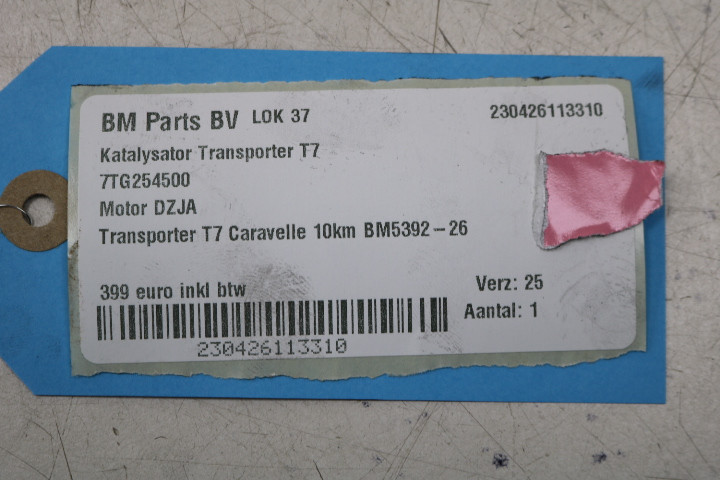 BM Parts BV LOK 37 230426113310
Katalysator Transporter T7
7TG254500
Motor DZJA
Transporter T7 Caravelle 10km BM5392-26
399 euro inkl btw Verz: 25
Aantal: 1
230426113310